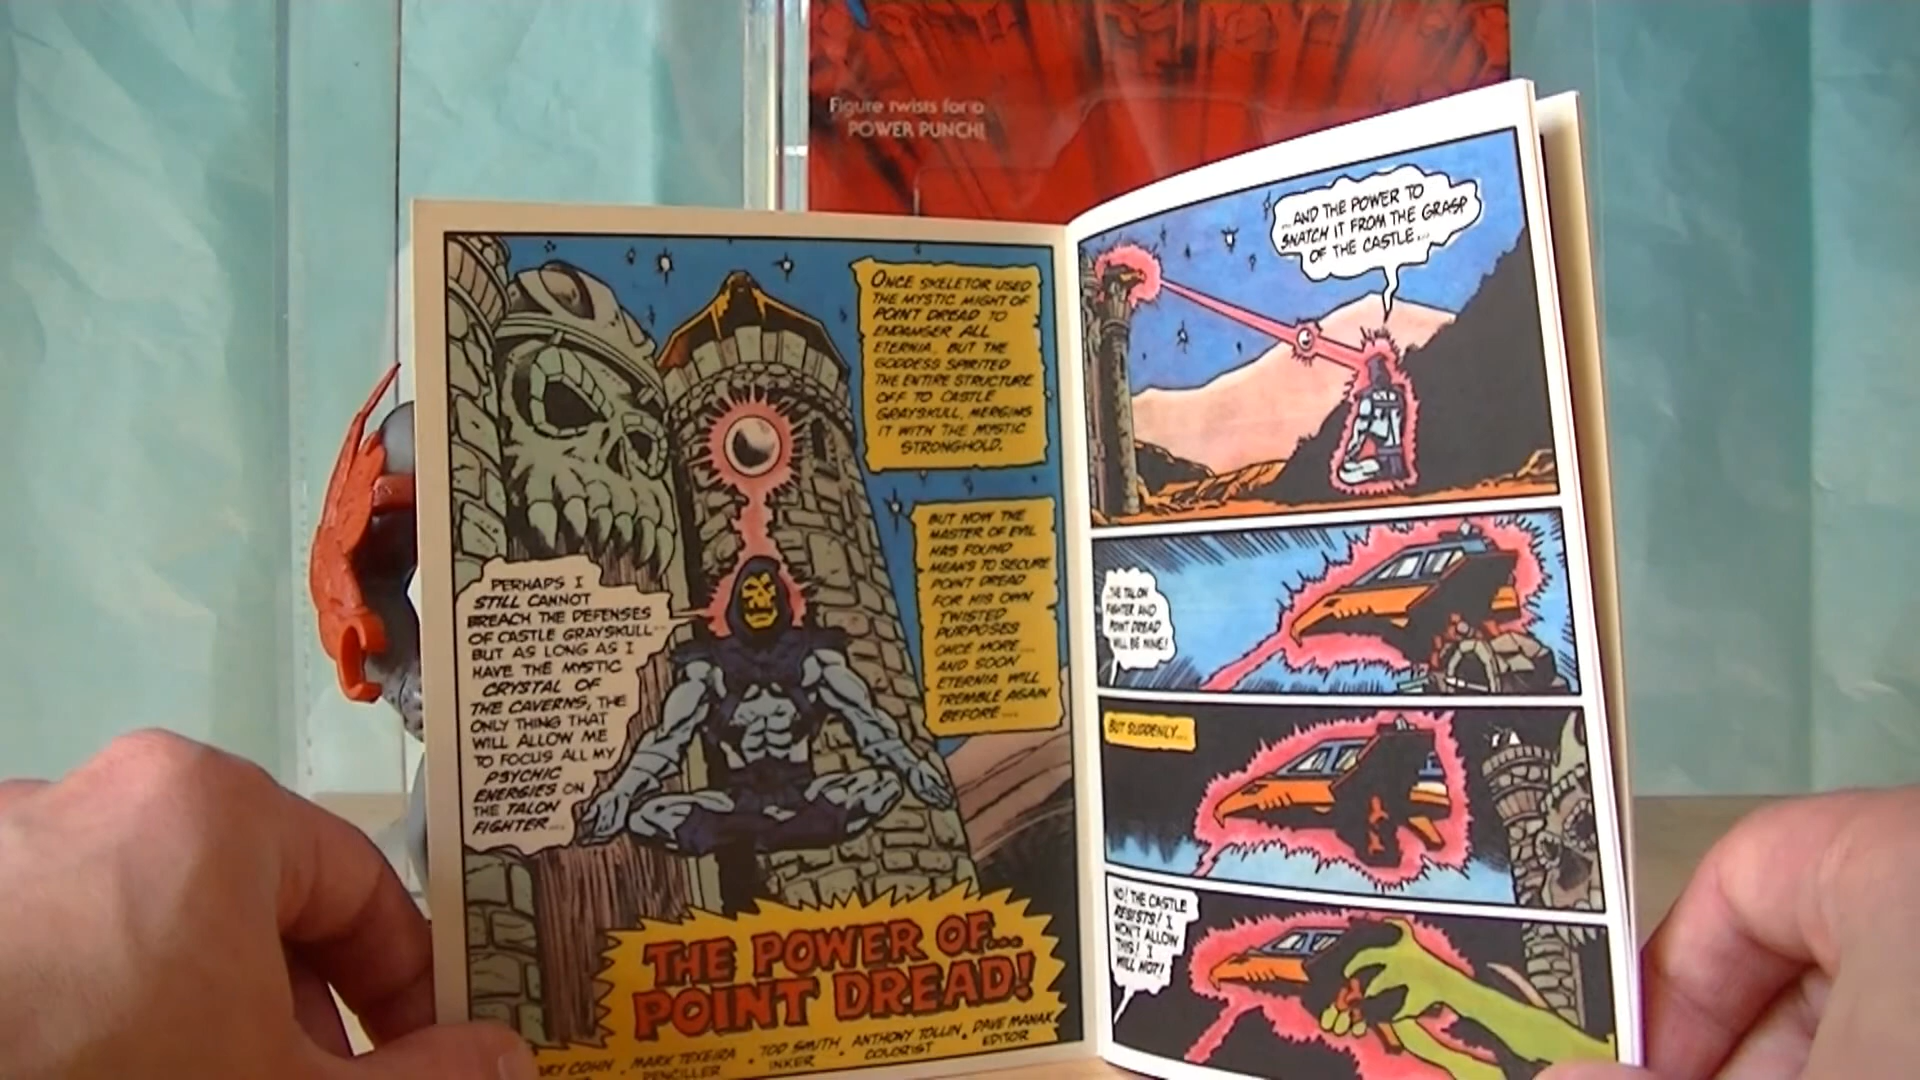 Figure twists for a
POWER PUNCH!
ONCE SKELETOR USED
THE MYSTIC MIGHT OF
POINT DREAD TO
ENDANGER ALL
ETERNIA... BUT THE
GODDESS SPIRITED
THE ENTIRE STRUCTURE
OFF TO CASTLE
GRAYSKULL, MERGING
IT WITH THE MYSTIC
STRONGHOLD.
BUT NOW THE
MASTER OF EVIL
HAS FOUND
MEANS TO SECURE
POINT DREAD
FOR HIS OWN
TWISTED
PURPOSES
ONCE MORE...
AND SOON
ETERNIA WILL
TREMBLE AGAIN
BEFORE...
PERHAPS I
STILL CANNOT
BREACH THE DEFENSES
OF CASTLE GRAYSKULL...
BUT AS LONG AS I
HAVE THE MYSTIC
CRYSTAL OF
THE CAVERNS, THE
ONLY THING THAT
WILL ALLOW ME
TO FOCUS ALL MY
PSYCHIC
ENERGIES ON
THE TALON
FIGHTER...
THE POWER OF...
POINT DREAD!
COHN • MARK TEXEIRA • TOD SMITH • ANTHONY TOLLIN • DAVE MANAK
PENCILLER INKER COLORIST EDITOR
...AND THE POWER TO
SNATCH IT FROM THE GRASP
OF THE CASTLE...
...THE TALON
FIGHTER AND
POINT DREAD
WILL BE MINE!
BUT SUDDENLY...
NO! THE CASTLE
RESISTS! I
WON'T ALLOW
THIS! I
WILL NOT!